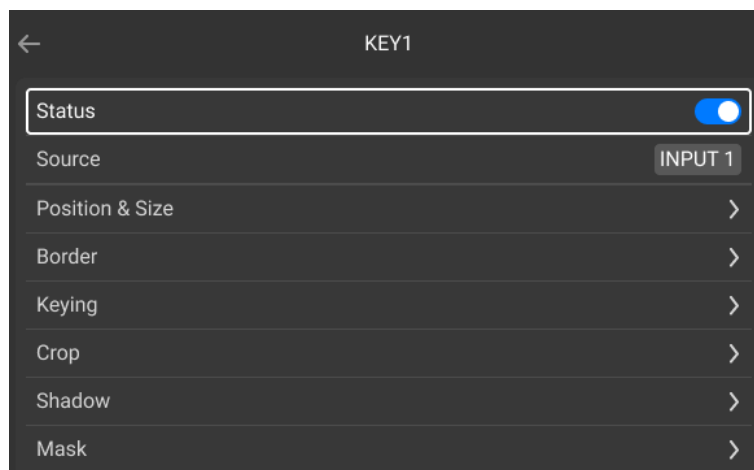 KEY1
Status
Source INPUT 1
Position & Size
Border
Keying
Crop
Shadow
Mask